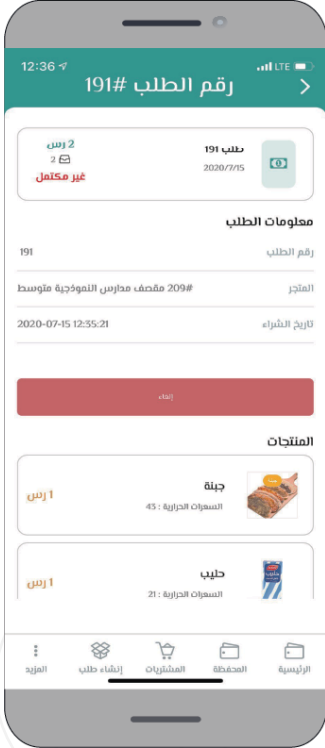 12:36
LTE
رقم الطلب #191
طلب 191
2 رس
2020/7/15
2
غير مكتمل
معلومات الطلب
رقم الطلب 191
المتجر #209 مقصف مدارس النموذجية متوسط
تاريخ الشراء 2020-07-15 12:35:21
إلغاء
المنتجات
جبنة
1 رس
السعرات الحرارية : 43
حليب
1 رس
السعرات الحرارية : 21
الرئيسية المحفظة المشتريات إنشاء طلب المزيد